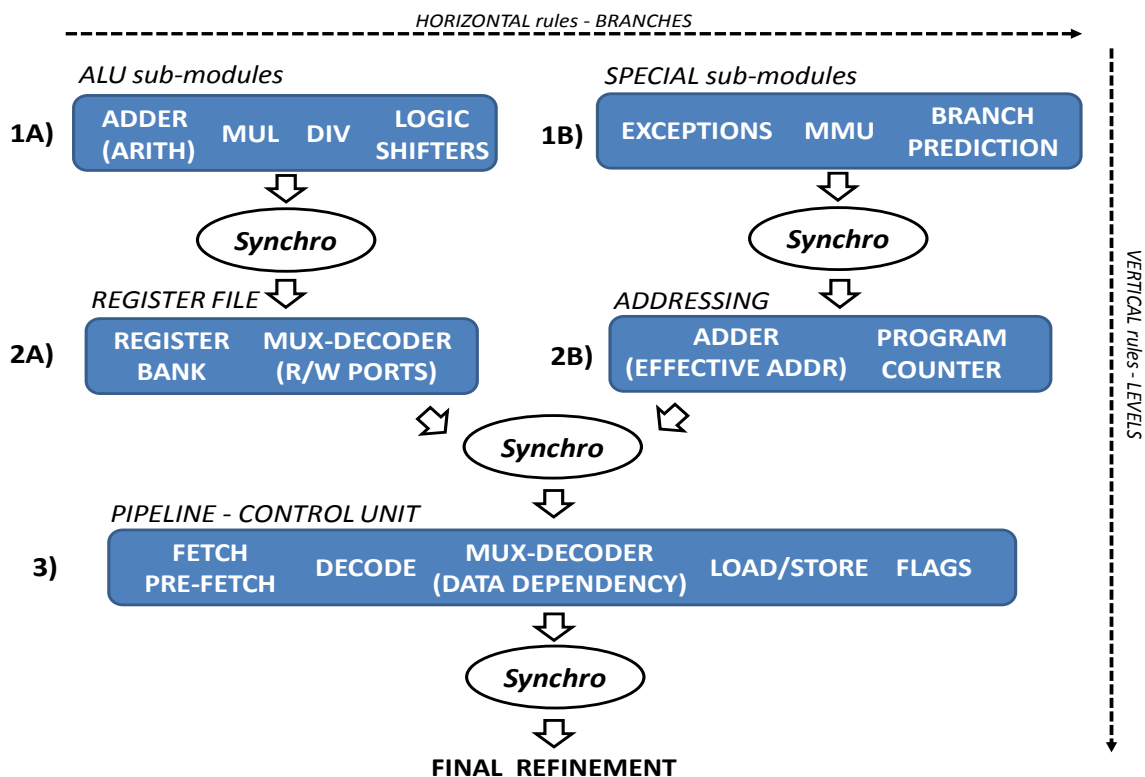 HORIZONTAL rules - BRANCHES
ALU sub-modules
SPECIAL sub-modules
1A)
ADDER
(ARITH)
MUL
DIV
LOGIC
SHIFTERS
1B)
EXCEPTIONS
MMU
BRANCH
PREDICTION
Synchro
Synchro
REGISTER FILE
ADDRESSING
2A)
REGISTER
BANK
MUX-DECODER
(R/W PORTS)
2B)
ADDER
(EFFECTIVE ADDR)
PROGRAM
COUNTER
VERTICAL rules - LEVELS
Synchro
PIPELINE - CONTROL UNIT
3)
FETCH
PRE-FETCH
DECODE
MUX-DECODER
(DATA DEPENDENCY)
LOAD/STORE
FLAGS
Synchro
FINAL REFINEMENT